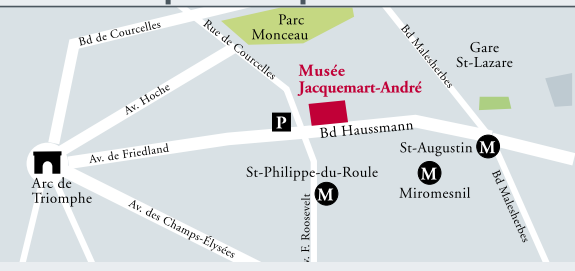 Parc
Monceau
Bd de Courcelles
Rue de Courcelles
Bd Malesherbes
Gare
St-Lazare
Musée
Jacquemart-André
Av. Hoche
P
Bd Haussmann
Av. de Friedland
St-Augustin M
Arc de
Triomphe
St-Philippe-du-Roule
M
M
Miromesnil
Bd Malesherbes
Av. des Champs-Élysées
. F. Roosevelt